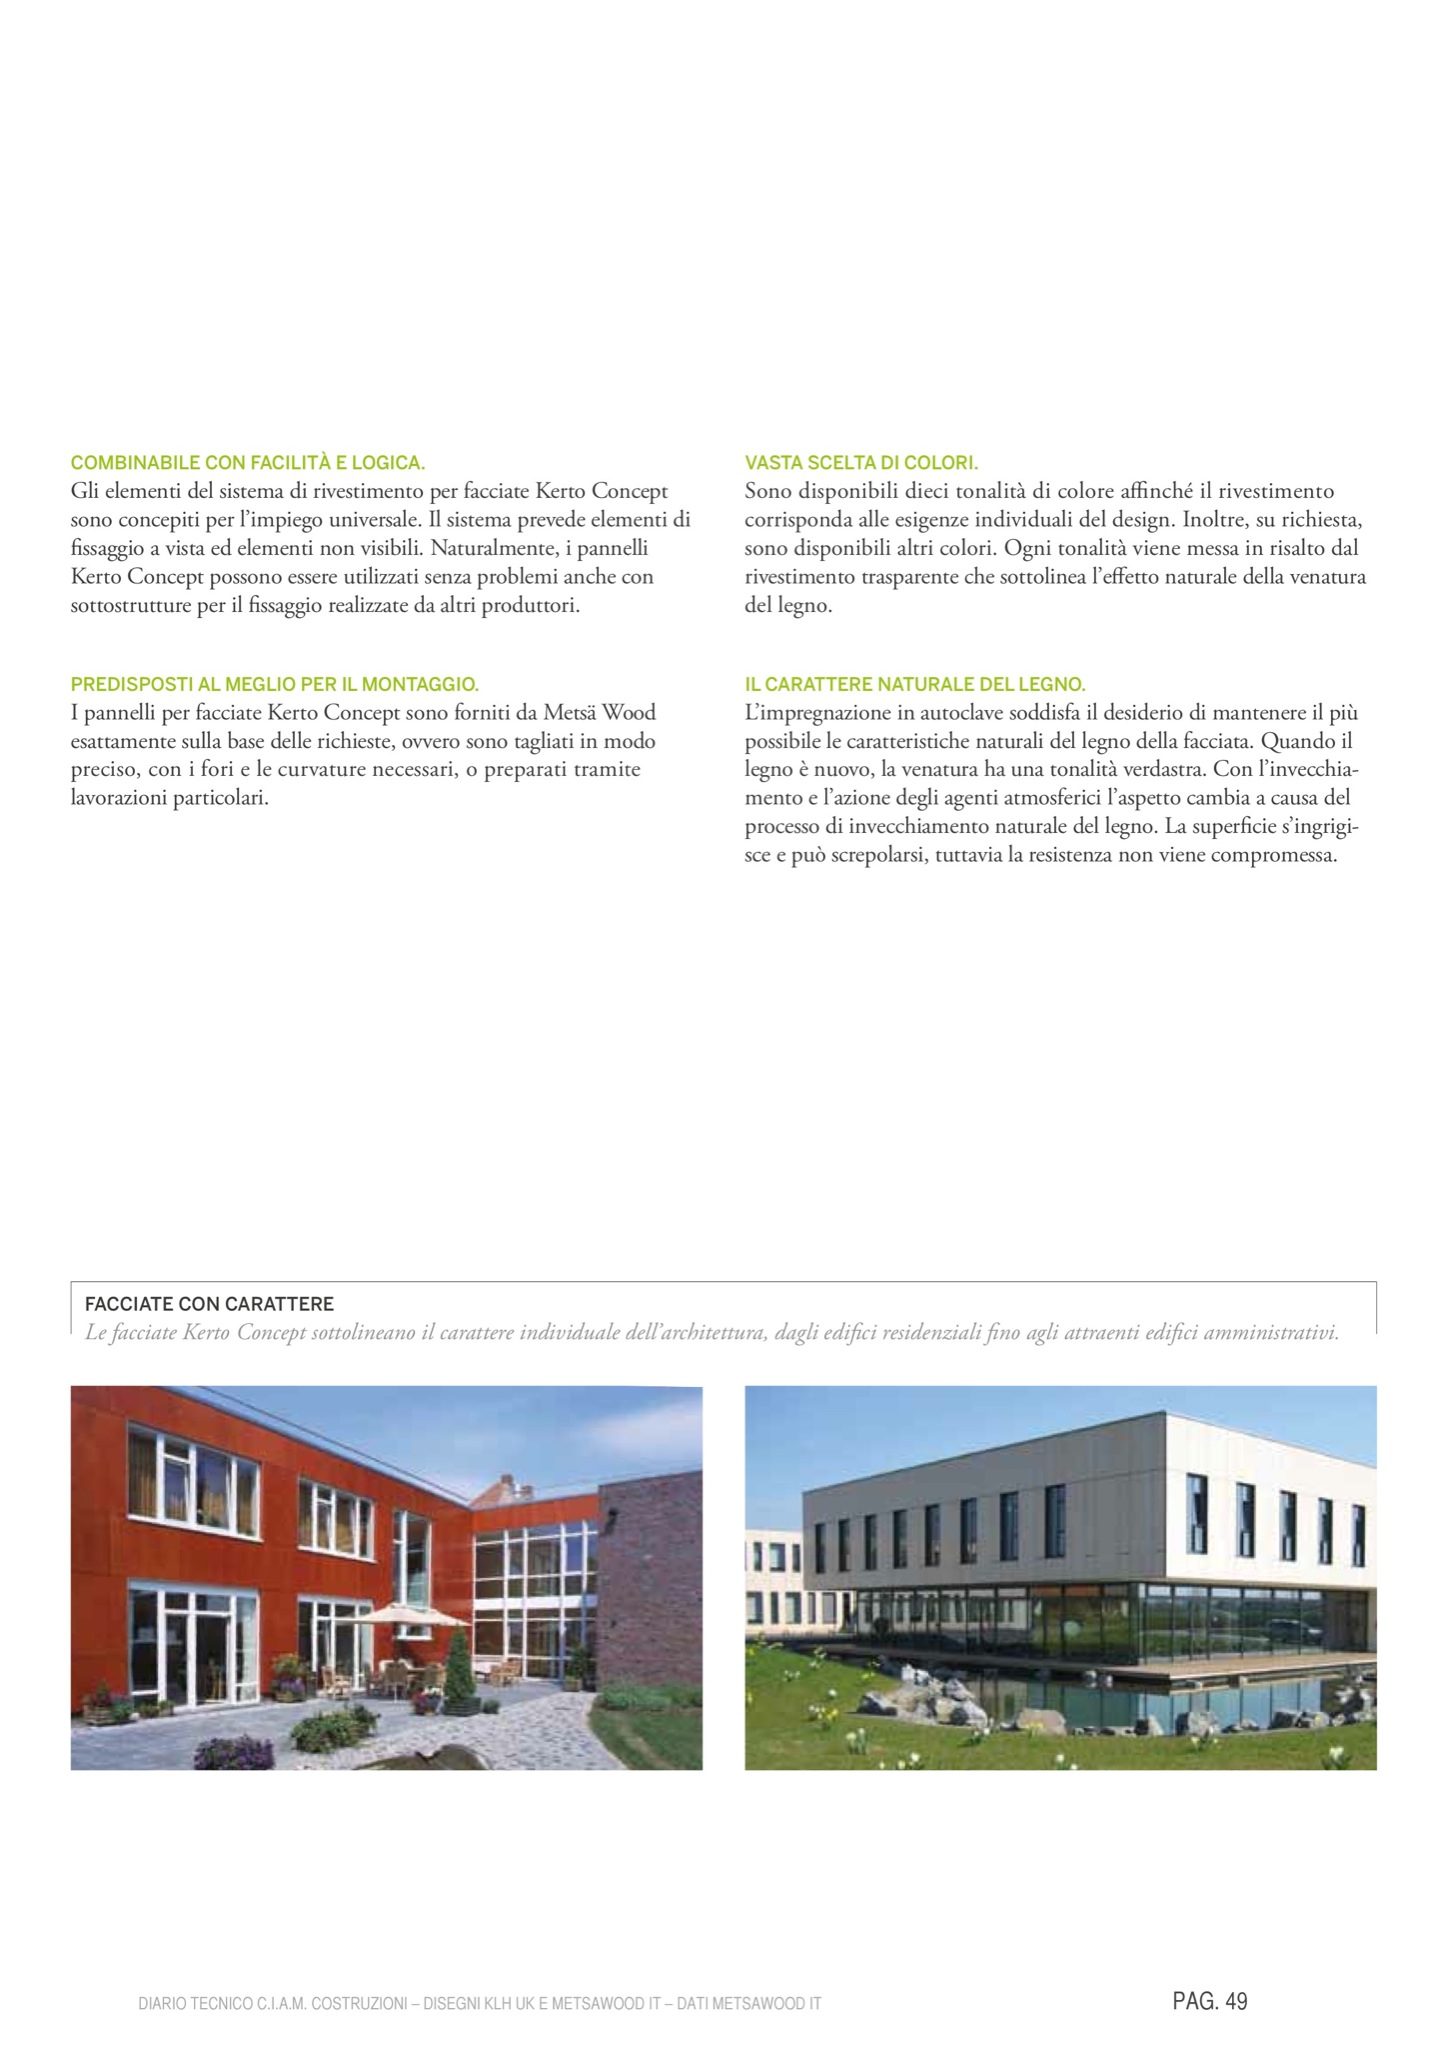 COMBINABILE CON FACILITÀ E LOGICA.
Gli elementi del sistema di rivestimento per facciate Kerto Concept
sono concepiti per l'impiego universale. Il sistema prevede elementi di
fissaggio a vista ed elementi non visibili. Naturalmente, i pannelli
Kerto Concept possono essere utilizzati senza problemi anche con
sottostrutture per il fissaggio realizzate da altri produttori.
PREDISPOSTI AL MEGLIO PER IL MONTAGGIO.
I pannelli per facciate Kerto Concept sono forniti da Metsä Wood
esattamente sulla base delle richieste, ovvero sono tagliati in modo
preciso, con i fori e le curvature necessari, o preparati tramite
lavorazioni particolari.
VASTA SCELTA DI COLORI.
Sono disponibili dieci tonalità di colore affinché il rivestimento
corrisponda alle esigenze individuali del design. Inoltre, su richiesta,
sono disponibili altri colori. Ogni tonalità viene messa in risalto dal
rivestimento trasparente che sottolinea l'effetto naturale della venatura
del legno.
IL CARATTERE NATURALE DEL LEGNO.
L'impregnazione in autoclave soddisfa il desiderio di mantenere il più
possibile le caratteristiche naturali del legno della facciata. Quando il
legno è nuovo, la venatura ha una tonalità verdastra. Con l'invecchia-
mento e l'azione degli agenti atmosferici l'aspetto cambia a causa del
processo di invecchiamento naturale del legno. La superficie s'ingrigi-
sce e può screpolarsi, tuttavia la resistenza non viene compromessa.
FACCIATE CON CARATTERE
Le facciate Kerto Concept sottolineano il carattere individuale dell'architettura, dagli edifici residenziali fino agli attraenti edifici amministrativi.
DIARIO TECNICO C.I.A.M. COSTRUZIONI – DISEGNI KLH UK E METSAWOOD IT – DATI METSAWOOD IT
PAG. 49